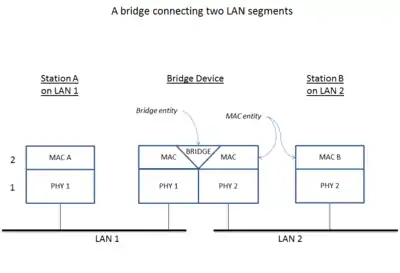 A bridge connecting two LAN segments
Station A
on LAN 1
Bridge Device
Station B
on LAN 2
Bridge entity
MAC entity
2
MAC A
MAC
BRIDGE
MAC
MAC B
1
PHY 1
PHY 1
PHY 2
PHY 2
LAN 1
LAN 2